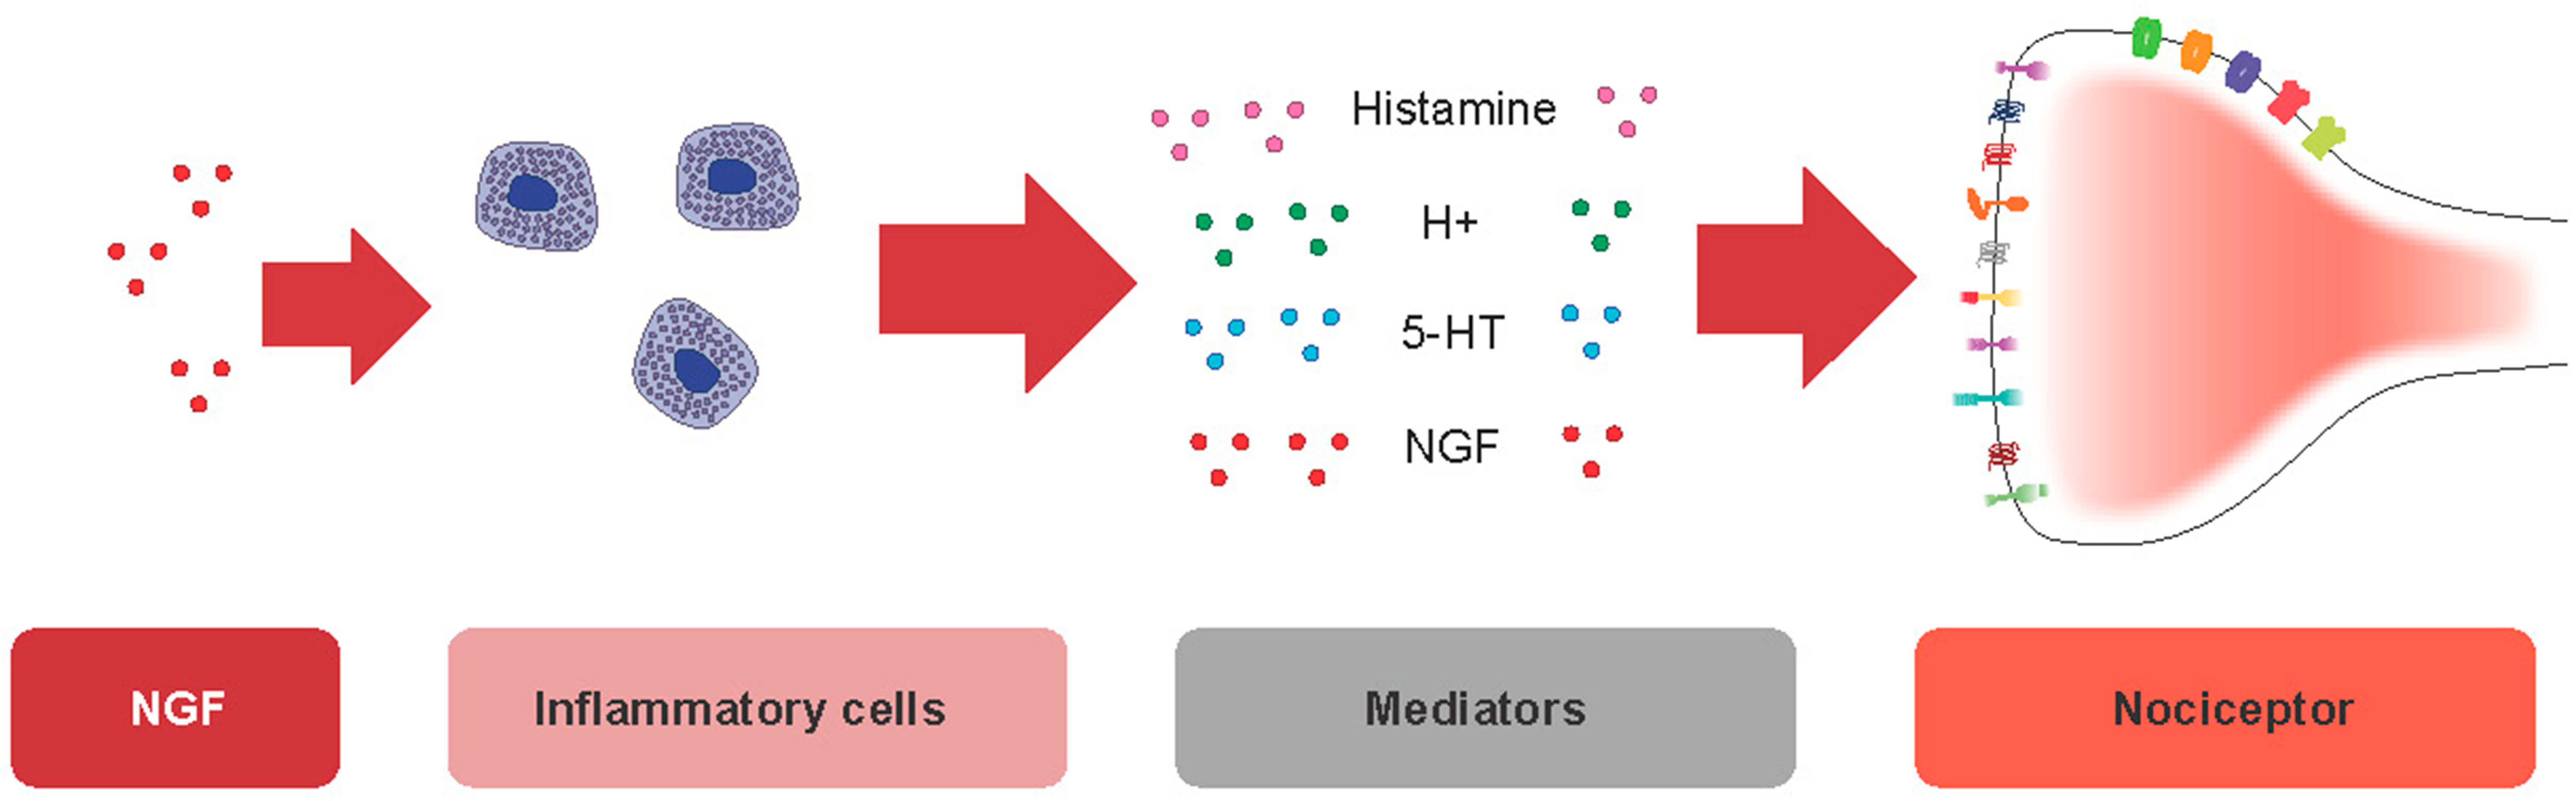 Histamine
H+
5-HT
NGF
NGF
Inflammatory cells
Mediators
Nociceptor